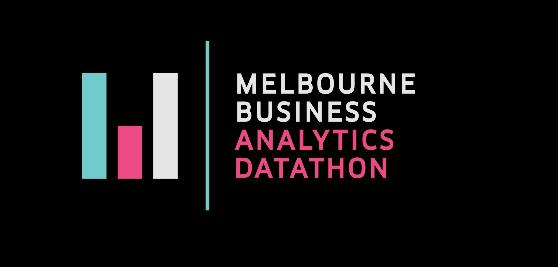 MELBOURNE
BUSINESS
ANALYTICS
DATATHON